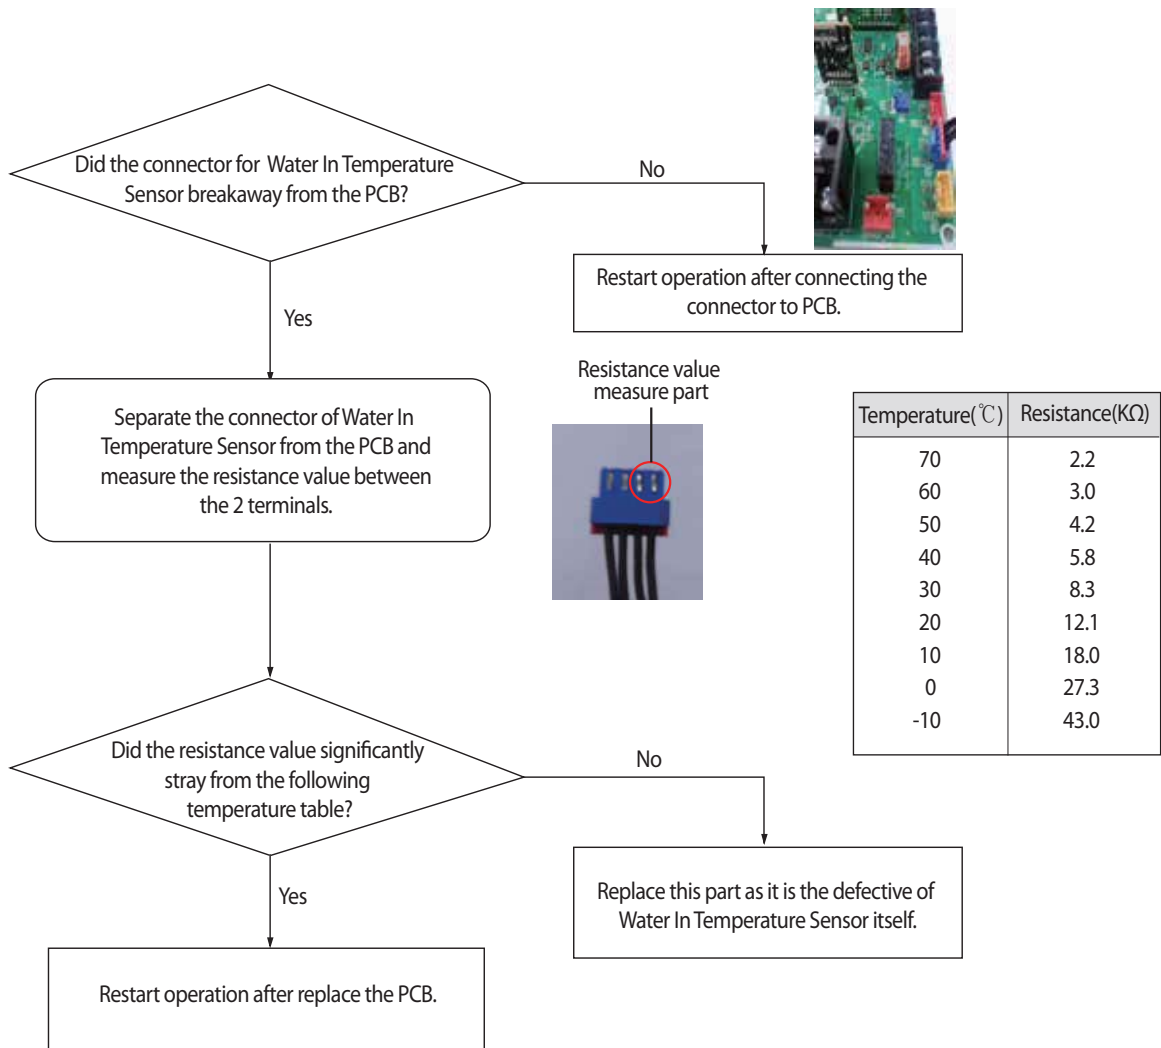 Did the connector for Water In Temperature
Sensor breakaway from the PCB?
No
Restart operation after connecting the
connector to PCB.
Yes
Separate the connector of Water In
Temperature Sensor from the PCB and
measure the resistance value between
the 2 terminals.
Resistance value
measure part
Temperature(℃) Resistance(KΩ)
70 2.2
60 3.0
50 4.2
40 5.8
30 8.3
20 12.1
10 18.0
0 27.3
-10 43.0
Did the resistance value significantly
stray from the following
temperature table?
No
Replace this part as it is the defective of
Water In Temperature Sensor itself.
Yes
Restart operation after replace the PCB.